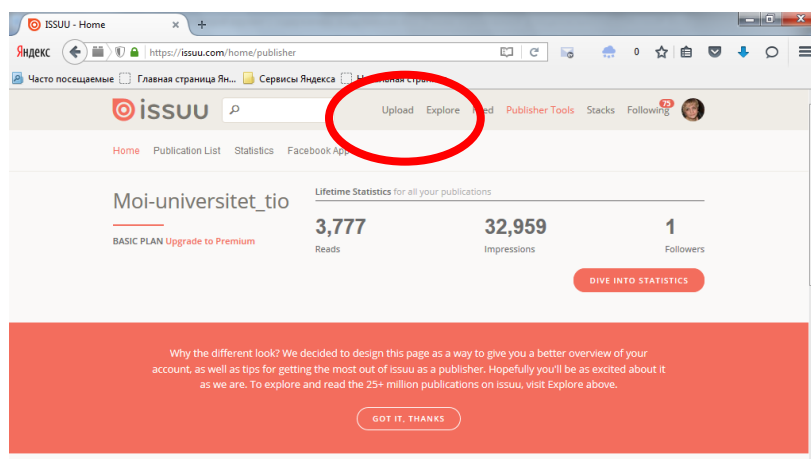 ISSUU - Home
Яндекс https://issuu.com/home/publisher 0
Часто посещаемые Главная страница Ян... Сервисы Яндекса
issuu Upload Explore Publisher Tools Stacks Following 75
Home Publication List Statistics Facebook App
Moi-universitet_tio
Lifetime Statistics for all your publications
3,777 32,959 1
BASIC PLAN Upgrade to Premium
Reads Impressions Followers
DIVE INTO STATISTICS
Why the different look? We decided to design this page as a way to give you a better overview of your
account, as well as tips for getting the most out of issuu as a publisher. Hopefully you'll be as excited about it
as we are. To explore and read the 25+ million publications on issuu, visit Explore above.
GOT IT, THANKS